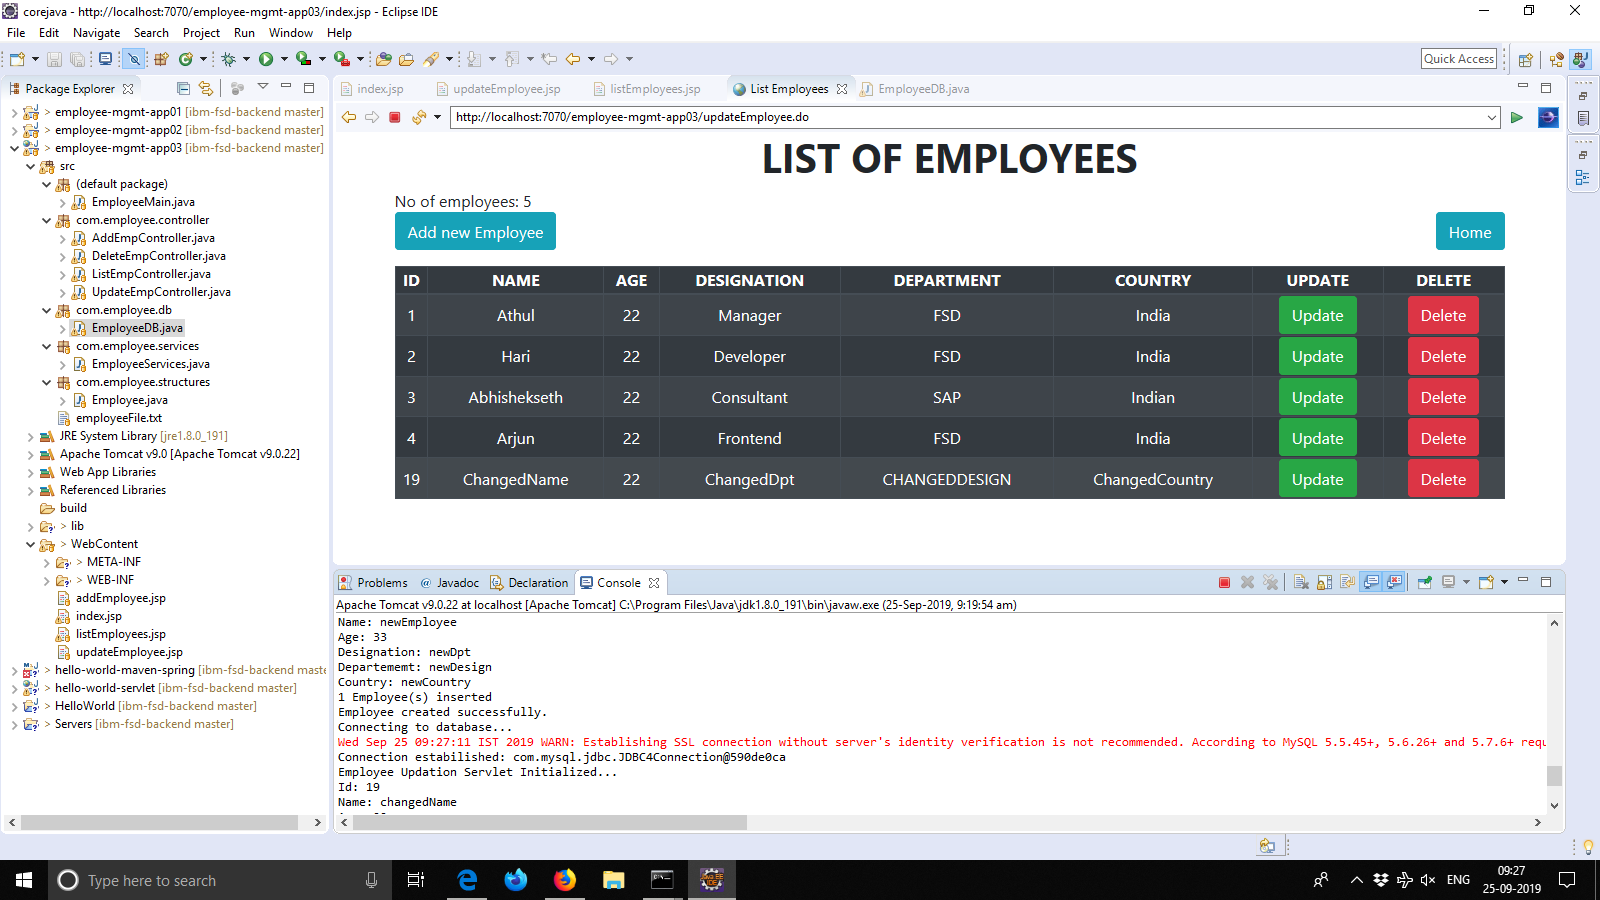 corejava - http://localhost:7070/employee-mgmt-app03/index.jsp - Eclipse IDE
File Edit Navigate Search Project Run Window Help
Quick Access
Package Explorer
employee-mgmt-app01 [ibm-fsd-backend master]
> employee-mgmt-app02 [ibm-fsd-backend master]
> employee-mgmt-app03 [ibm-fsd-backend master]
> src
(default package)
EmployeeMain.java
com.employee.controller
AddEmpController.java
DeleteEmpController.java
ListEmpController.java
UpdateEmpController.java
com.employee.db
EmployeeDB.java
com.employee.services
EmployeeServices.java
com.employee.structures
Employee.java
employeeFile.txt
JRE System Library [jre1.8.0_191]
Apache Tomcat v9.0 [Apache Tomcat v9.0.22]
Web App Libraries
Referenced Libraries
build
> lib
> WebContent
> META-INF
> WEB-INF
addEmployee.jsp
index.jsp
listEmployees.jsp
updateEmployee.jsp
> hello-world-maven-spring [ibm-fsd-backend maste
> hello-world-servlet [ibm-fsd-backend master]
> HelloWorld [ibm-fsd-backend master]
> Servers [ibm-fsd-backend master]
index.jsp updateEmployee.jsp listEmployees.jsp List Employees EmployeeDB.java
http://localhost:7070/employee-mgmt-app03/updateEmployee.do
LIST OF EMPLOYEES
No of employees: 5
Add new Employee Home
ID NAME AGE DESIGNATION DEPARTMENT COUNTRY UPDATE DELETE
1 Athul 22 Manager FSD India Update Delete
2 Hari 22 Developer FSD India Update Delete
3 Abhishekseth 22 Consultant SAP Indian Update Delete
4 Arjun 22 Frontend FSD India Update Delete
19 ChangedName 22 ChangedDpt CHANGEDDESIGN ChangedCountry Update Delete
Problems @ Javadoc Declaration Console
Apache Tomcat v9.0.22 at localhost [Apache Tomcat] C:\Program Files\Java\jdk1.8.0_191\bin\javaw.exe (25-Sep-2019, 9:19:54 am)
Name: newEmployee
Age: 33
Designation: newDpt
Departememt: newDesign
Country: newCountry
1 Employee(s) inserted
Employee created successfully.
Connecting to database...
Wed Sep 25 09:27:11 IST 2019 WARN: Establishing SSL connection without server's identity verification is not recommended. According to MySQL 5.5.45+, 5.6.26+ and 5.7.6+ requ
Connection estabilished: com.mysql.jdbc.JDBC4Connection@590de0ca
Employee Updation Servlet Initialized...
Id: 19
Name: changedName
Type here to search
ENG
09:27
25-09-2019